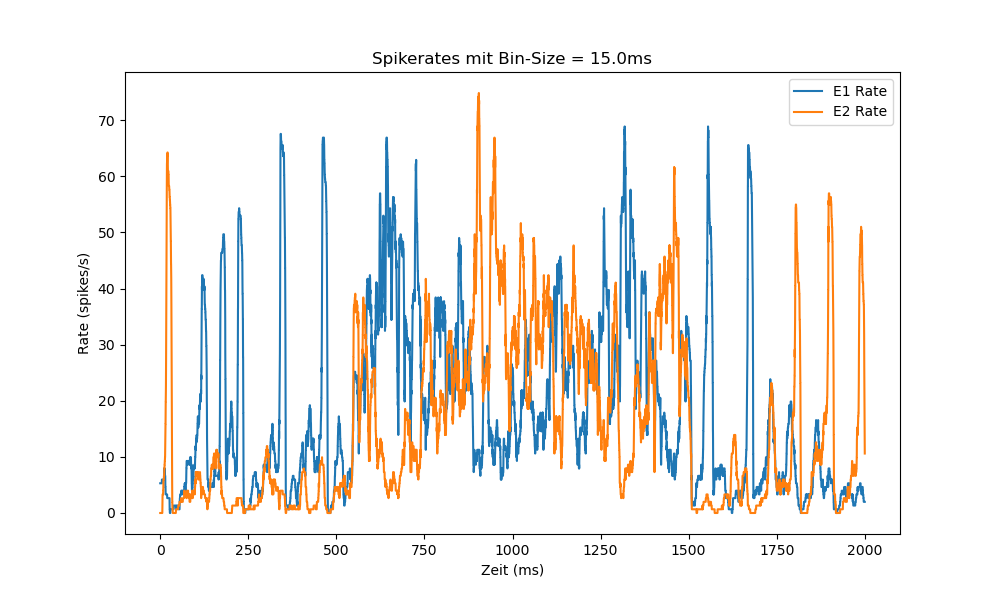 Spikerates mit Bin-Size = 15.0ms
E1 Rate
E2 Rate
70
60
50
40
30
20
10
0
Rate (spikes/s)
0 250 500 750 1000 1250 1500 1750 2000
Zeit (ms)